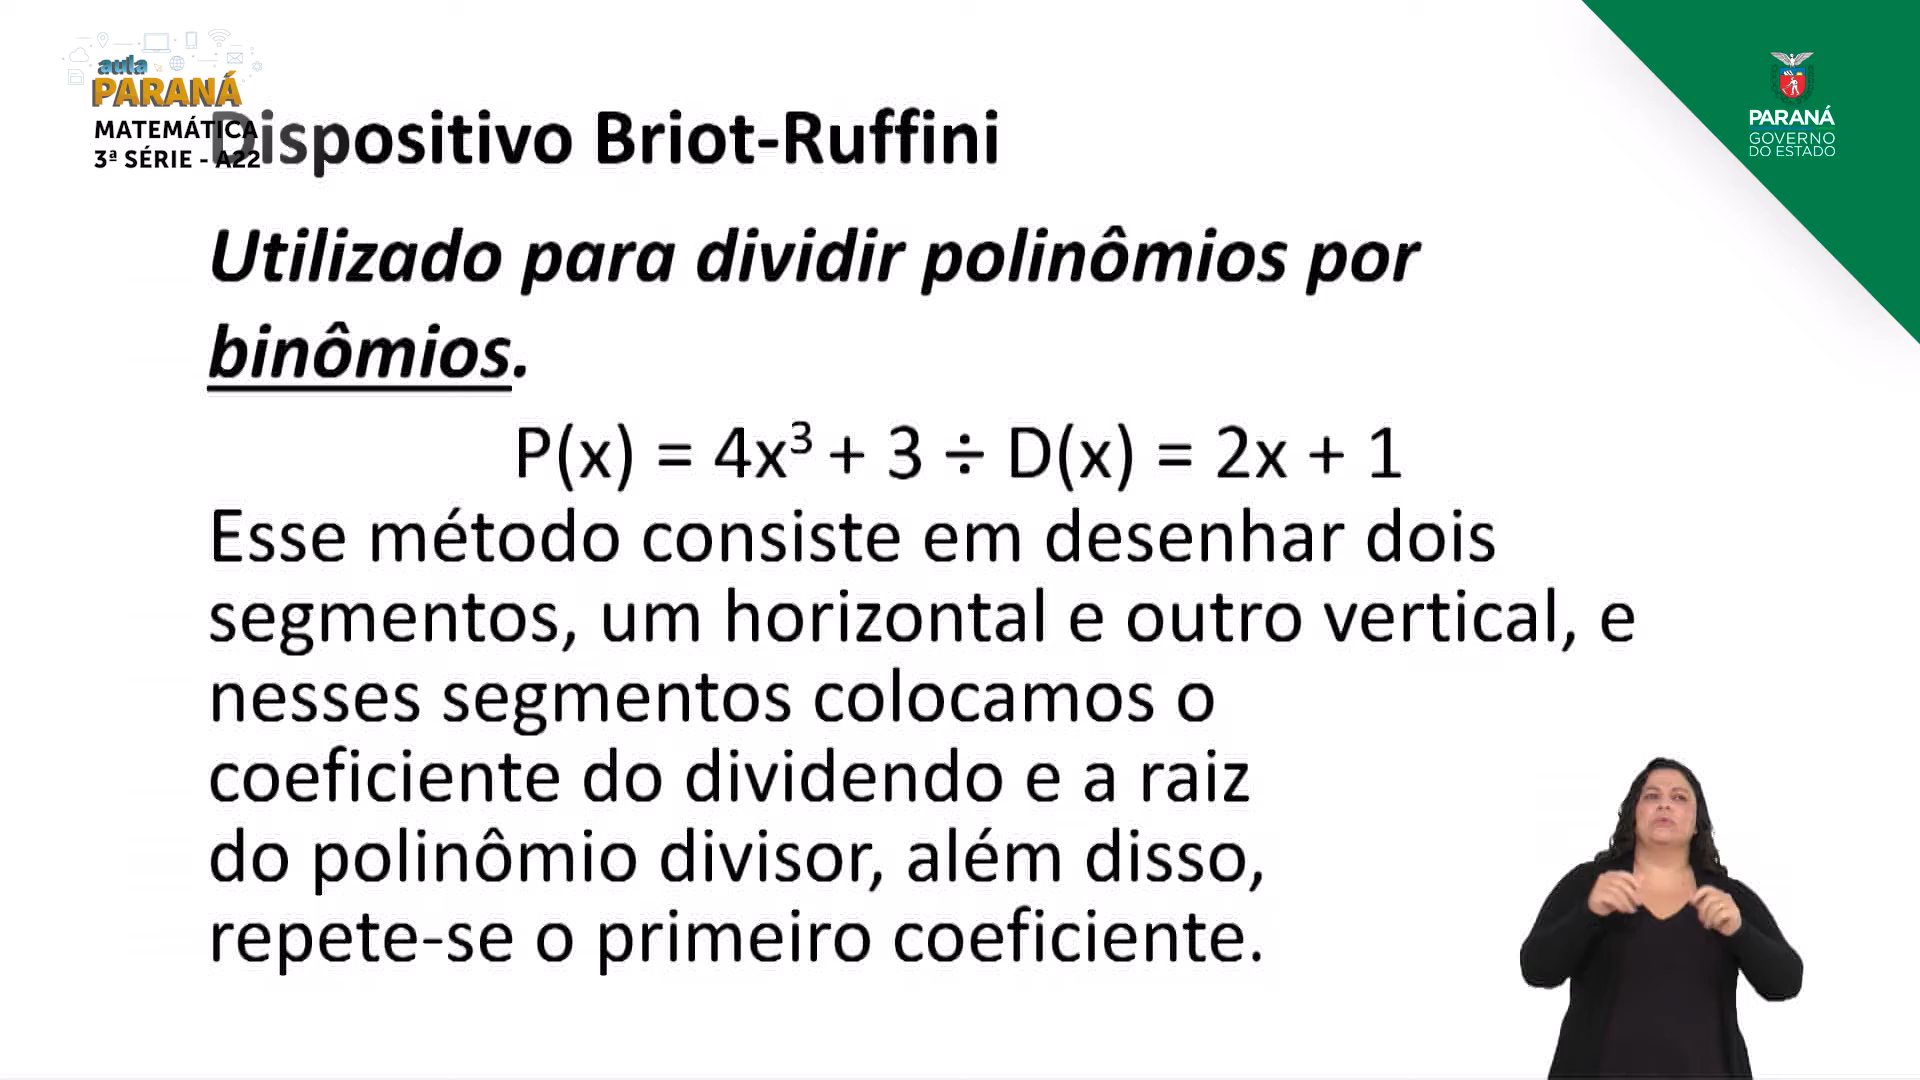 aula
PARANÁ
MATEMÁTICA
3ª SÉRIE - A22
PARANÁ
GOVERNO
DO ESTADO
Dispositivo Briot-Ruffini
Utilizado para dividir polinômios por
binômios.
P(x) = 4x³ + 3 ÷ D(x) = 2x + 1
Esse método consiste em desenhar dois
segmentos, um horizontal e outro vertical, e
nesses segmentos colocamos o
coeficiente do dividendo e a raiz
do polinômio divisor, além disso,
repete-se o primeiro coeficiente.